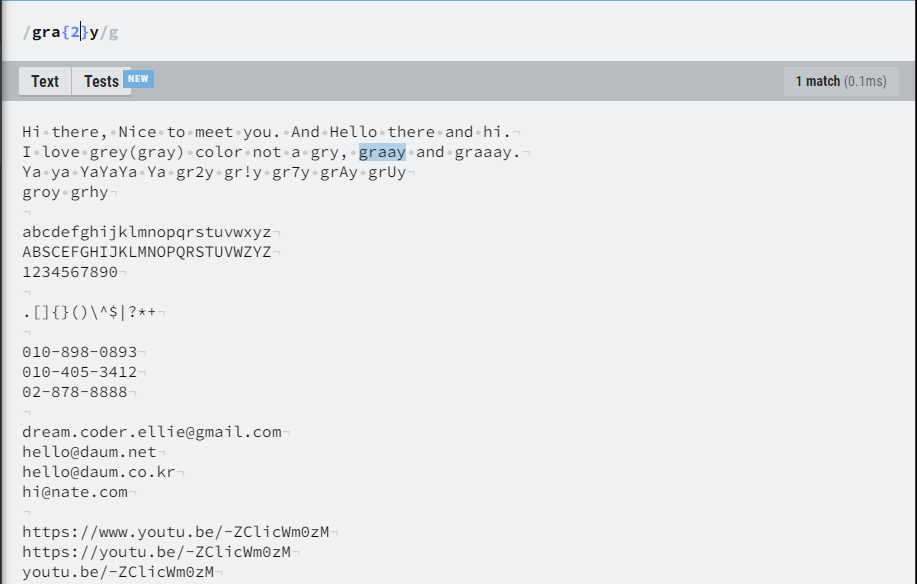 /gra{2}y/g
Text Tests NEW 1 match (0.1ms)
Hi there, Nice to meet you. And Hello there and hi.
I love grey(gray) color not a gry, graay and graaay.
Ya ya YaYaYa Ya gr2y gr!y gr7y grAy grUy
groy grhy
abcdefghijklmnopqrstuvwxyz
ABSCEFGHIJKLMNOPQRSTUVWZYZ
1234567890
.[]{}()\^$|?*+
010-898-0893
010-405-3412
02-878-8888
dream.coder.ellie@gmail.com
hello@daum.net
hello@daum.co.kr
hi@nate.com
https://www.youtu.be/-ZClicWm0zM
https://youtu.be/-ZClicWm0zM
youtu.be/-ZClicWm0zM